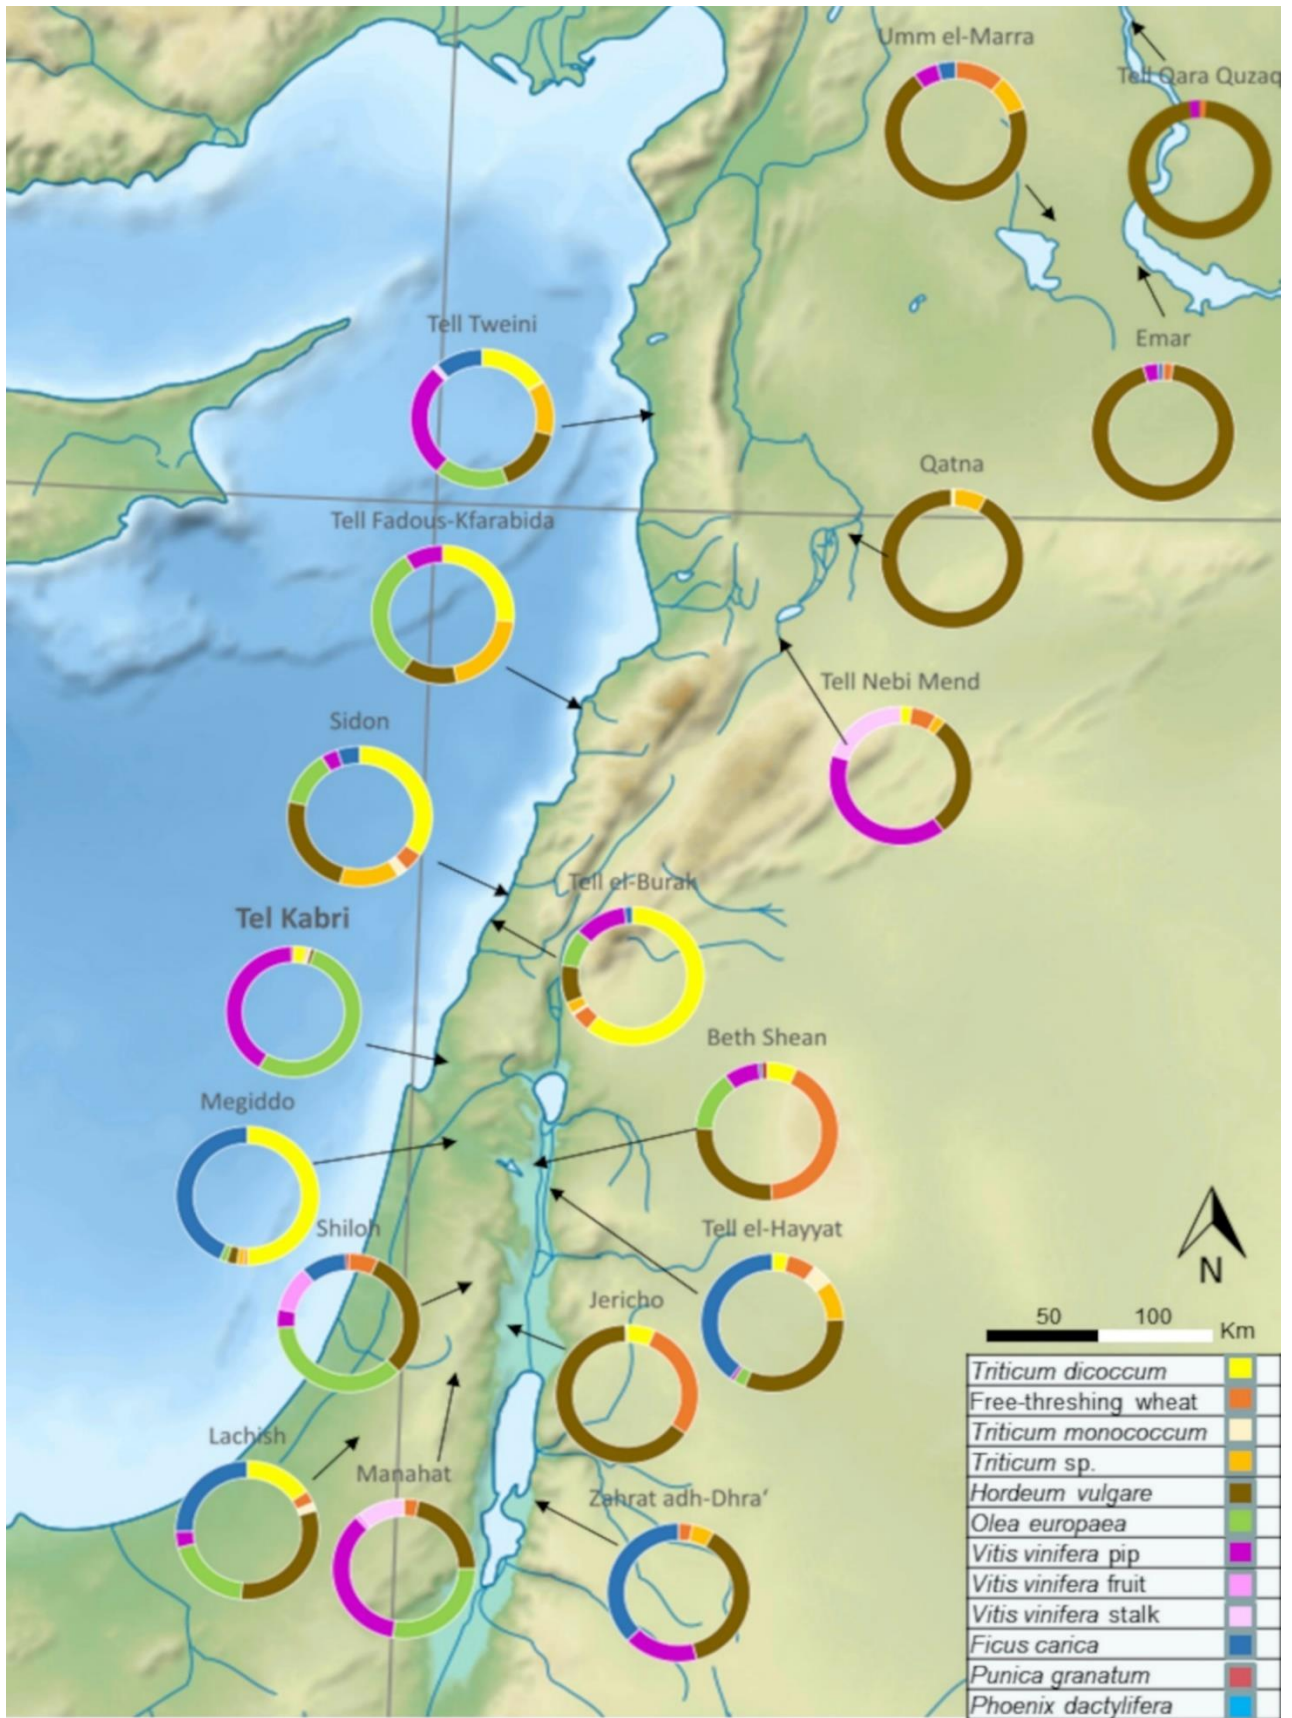 Umm el-Marra
Tell Qara Quzaq
Tell Tweini
Emar
Qatna
Tell Fadous-Kfarabida
Tell Nebi Mend
Sidon
Tell el-Burak
Tel Kabri
Beth Shean
Megiddo
Shiloh
Tell el-Hayyat
Jericho
Lachish
Manahat
Zahrat adh-Dhra‘
N
50 100
Km
Triticum dicoccum
Free-threshing wheat
Triticum monococcum
Triticum sp.
Hordeum vulgare
Olea europaea
Vitis vinifera pip
Vitis vinifera fruit
Vitis vinifera stalk
Ficus carica
Punica granatum
Phoenix dactylifera